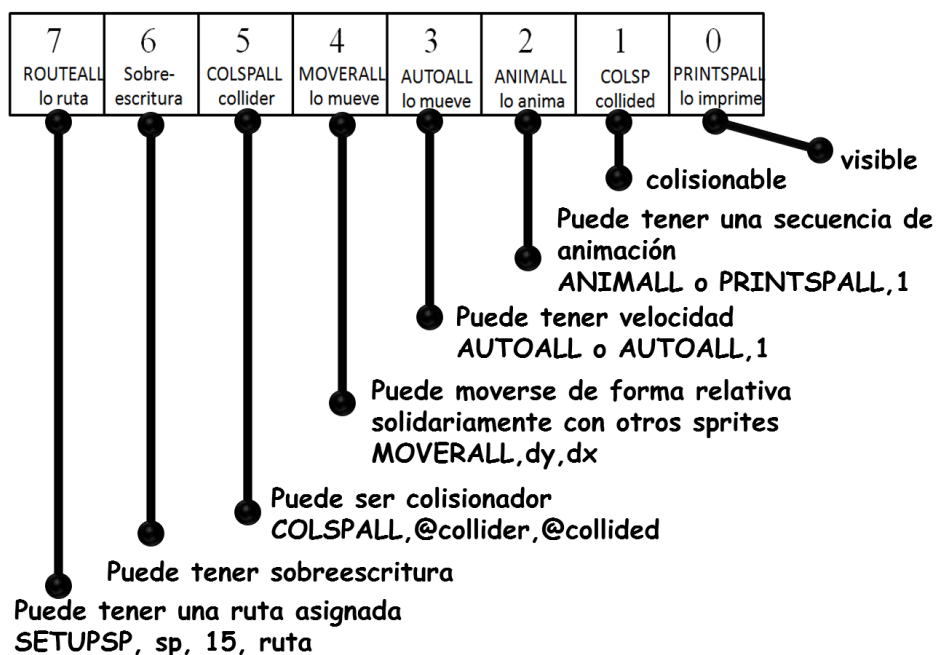 7 6 5 4 3 2 1 0
ROUTEALL Sobre- COLSPALL MOVERALL AUTOALL ANIMALL COLSP PRINTSPALL
lo ruta escritura collider lo mueve lo mueve lo anima collided lo imprime
visible
colisionable
Puede tener una secuencia de
animación
ANIMALL o PRINTSPALL,1
Puede tener velocidad
AUTOALL o AUTOALL,1
Puede moverse de forma relativa
solidariamente con otros sprites
MOVERALL,dy,dx
Puede ser colisionador
COLSPALL,@collider,@collided
Puede tener sobreescritura
Puede tener una ruta asignada
SETUPSP, sp, 15, ruta